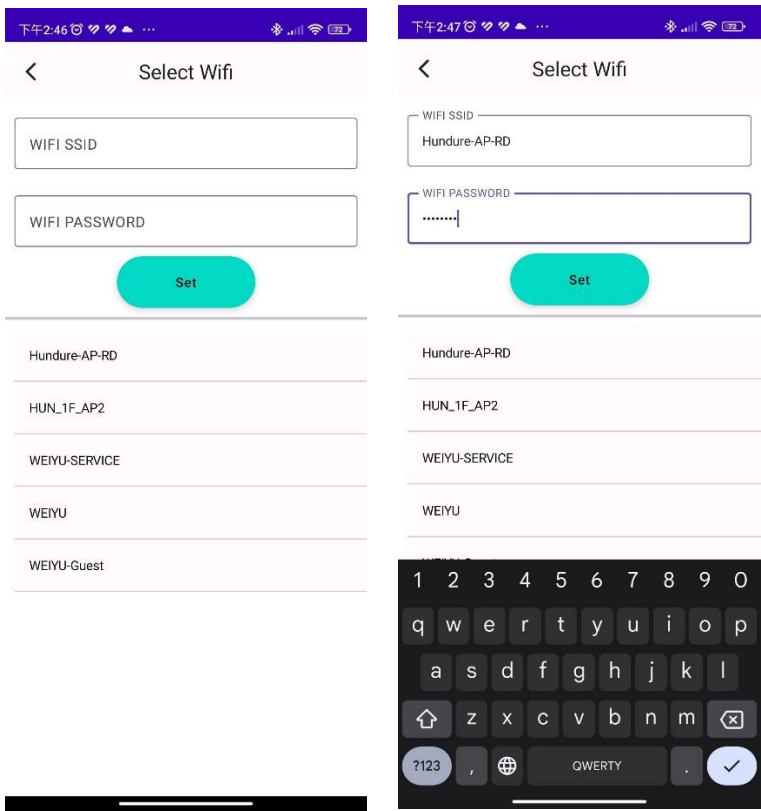 下午2:46 ...
72
Select Wifi
WIFI SSID
WIFI PASSWORD
Set
Hundure-AP-RD
HUN_1F_AP2
WEIYU-SERVICE
WEIYU
WEIYU-Guest
下午2:47 ...
72
Select Wifi
WIFI SSID
Hundure-AP-RD
WIFI PASSWORD
••••••••
Set
Hundure-AP-RD
HUN_1F_AP2
WEIYU-SERVICE
WEIYU
1 2 3 4 5 6 7 8 9 0
q w e r t y u i o p
a s d f g h j k l
z x c v b n m
?123 , QWERTY .